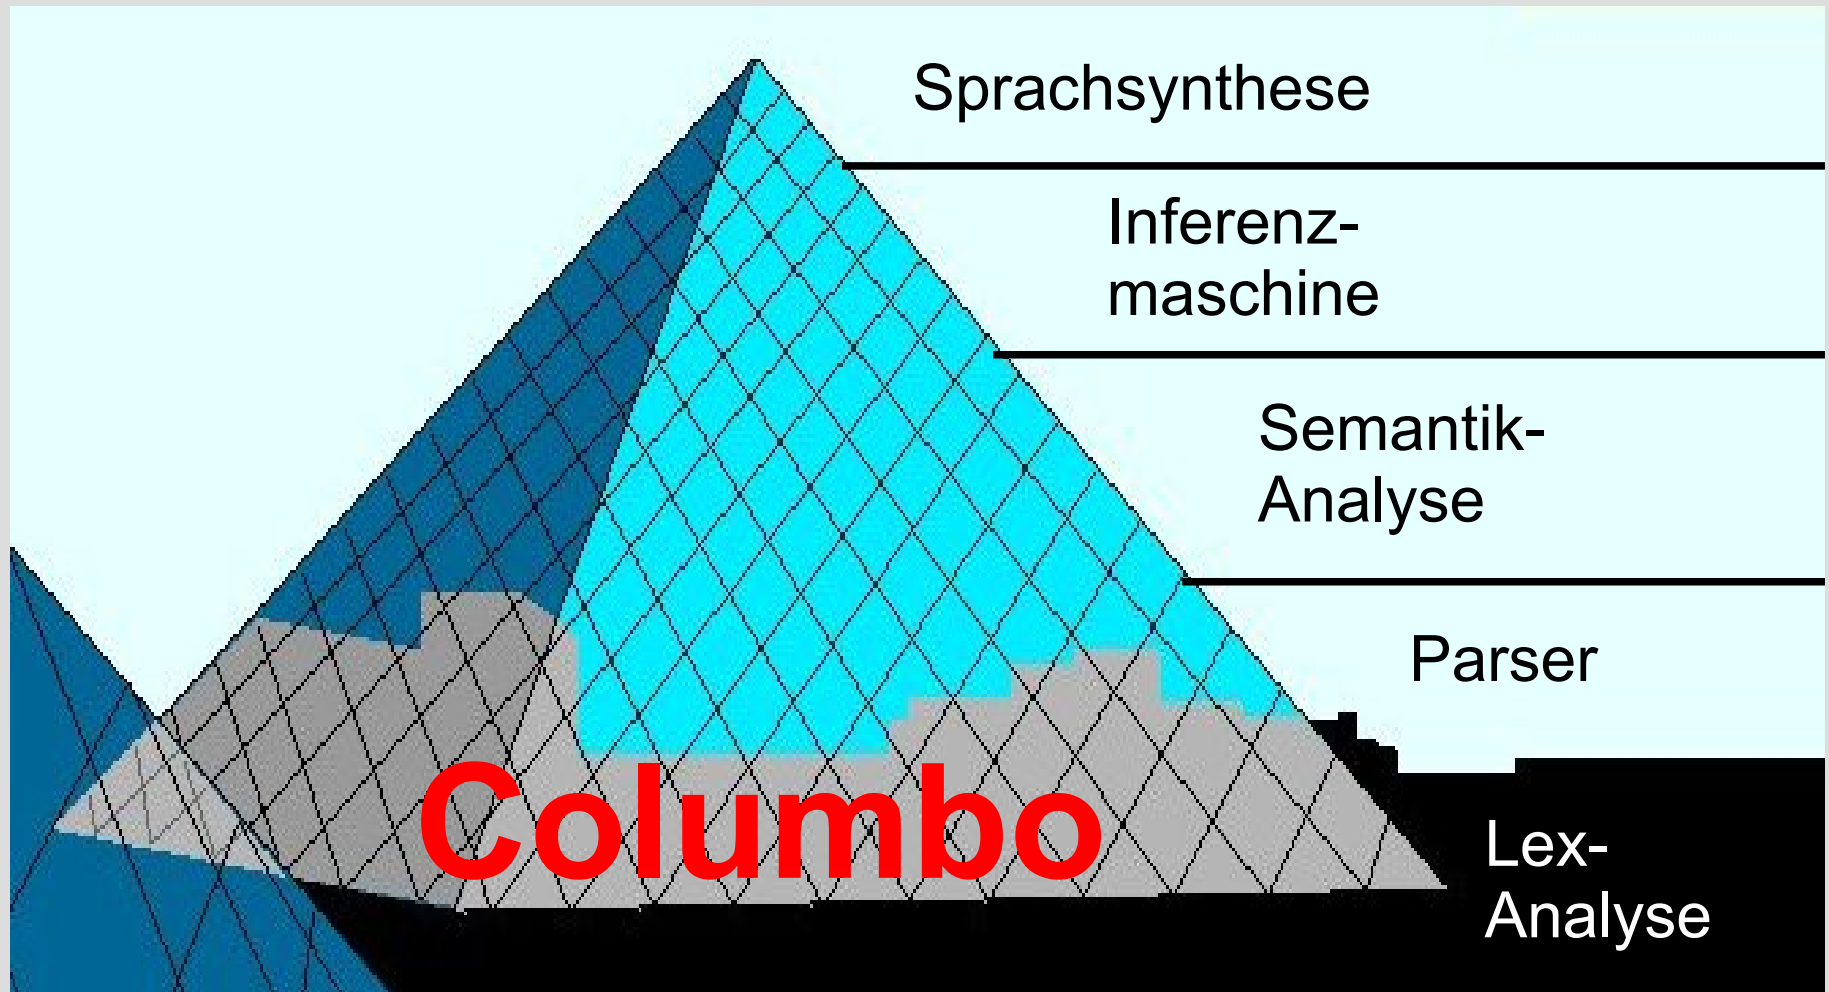 Sprachsynthese
Inferenz-
maschine
Semantik-
Analyse
Parser
Columbo
Lex-
Analyse